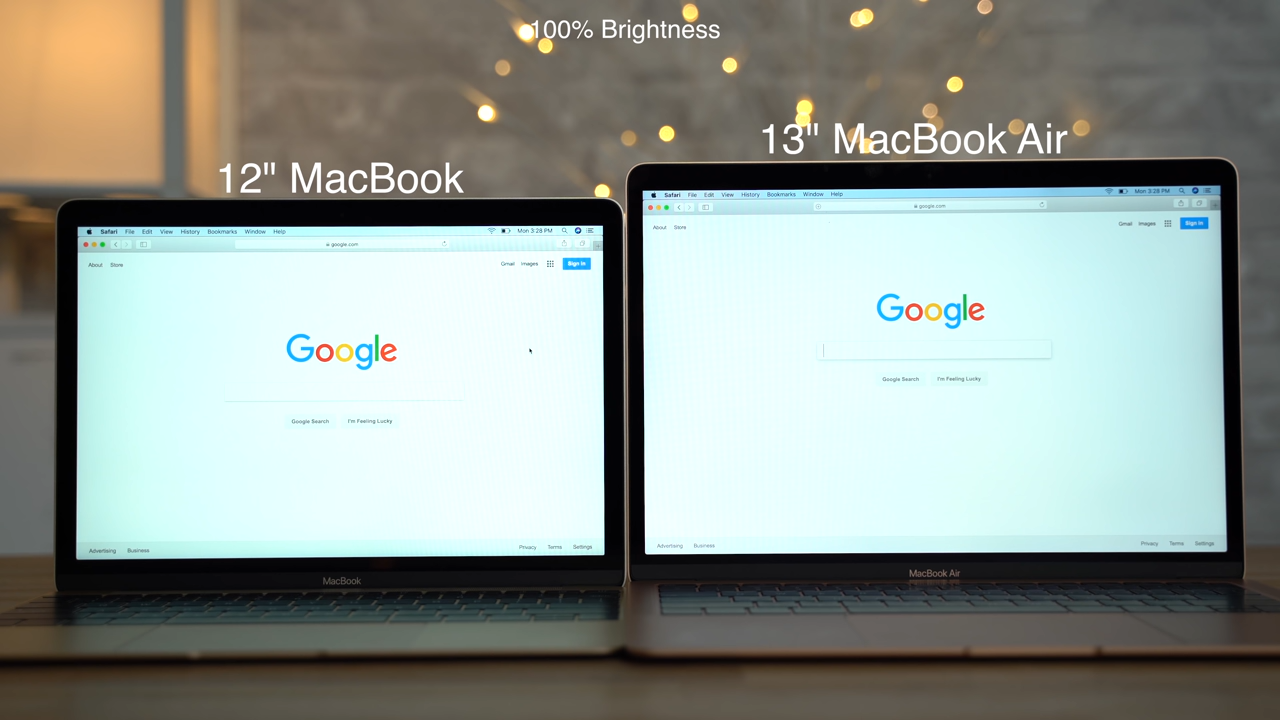 100% Brightness
12" MacBook
13" MacBook Air
Safari File Edit View History Bookmarks Window Help Mon 3:28 PM
google.com
About Store Gmail Images Sign in
Google
Google Search I'm Feeling Lucky
Advertising Business Privacy Terms Settings
MacBook
Safari File Edit View History Bookmarks Window Help Mon 3:28 PM
google.com
About Store Gmail Images Sign in
Google
Google Search I'm Feeling Lucky
Advertising Business Privacy Terms Settings
MacBook Air